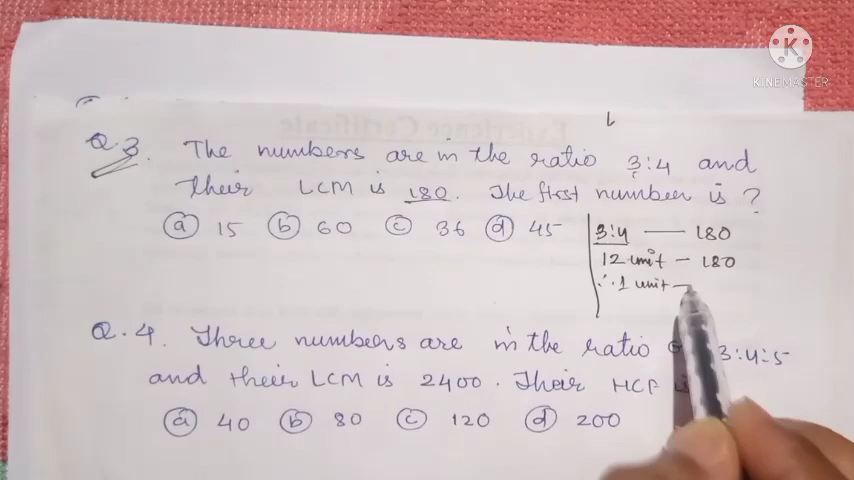 K
KINEMASTER
Experience Certificate
Q.3. The numbers are in the ratio 3:4 and
their LCM is 180. The first number is ?
(a) 15 (b) 60 (c) 36 (d) 45
3:4 — 180
12 unit - 180
∴ 1 unit -
Q.4. Three numbers are in the ratio 3:4:5
and their LCM is 2400. Their HCF
(a) 40 (b) 80 (c) 120 (d) 200